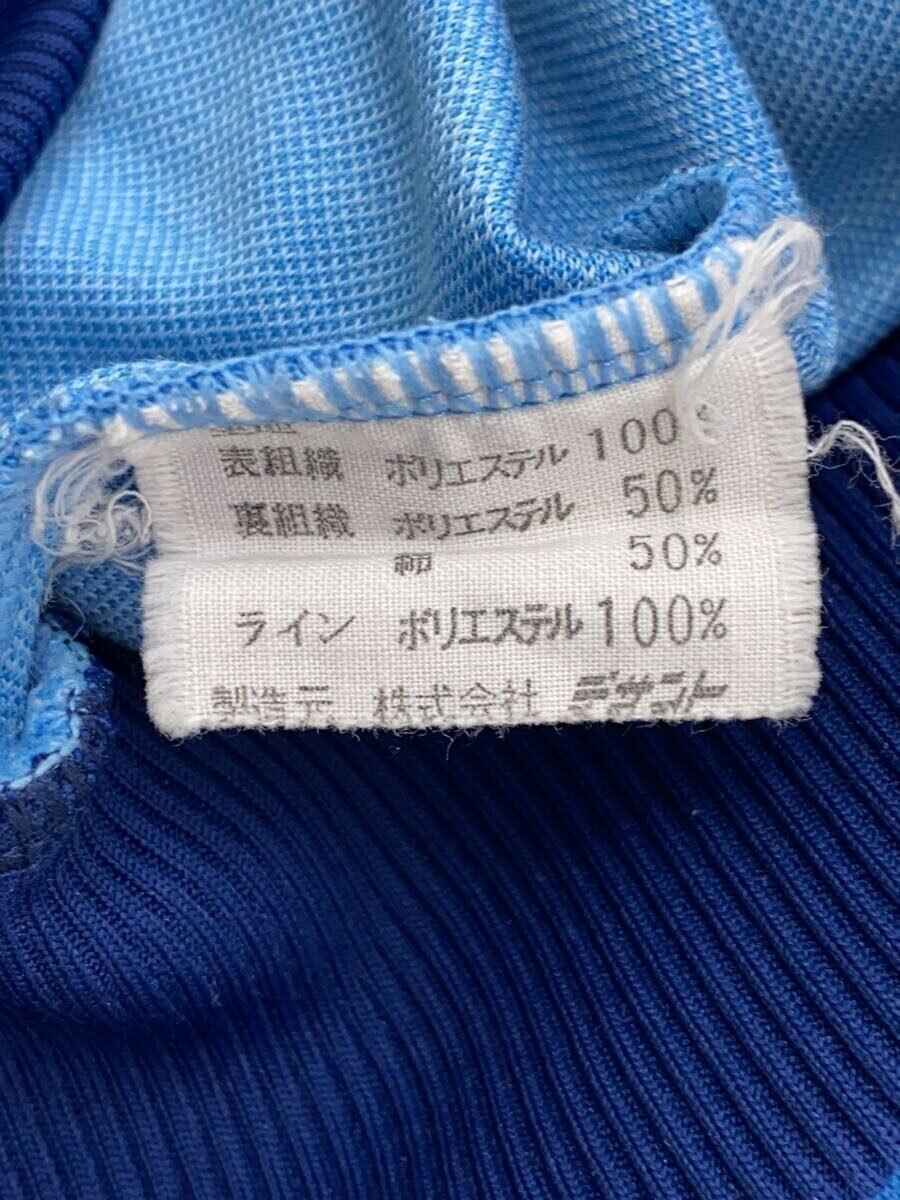 表組織 ポリエステル 100%
裏組織 ポリエステル 50%
綿 50%
ライン ポリエステル 100%
製造元 株式会社 デサント